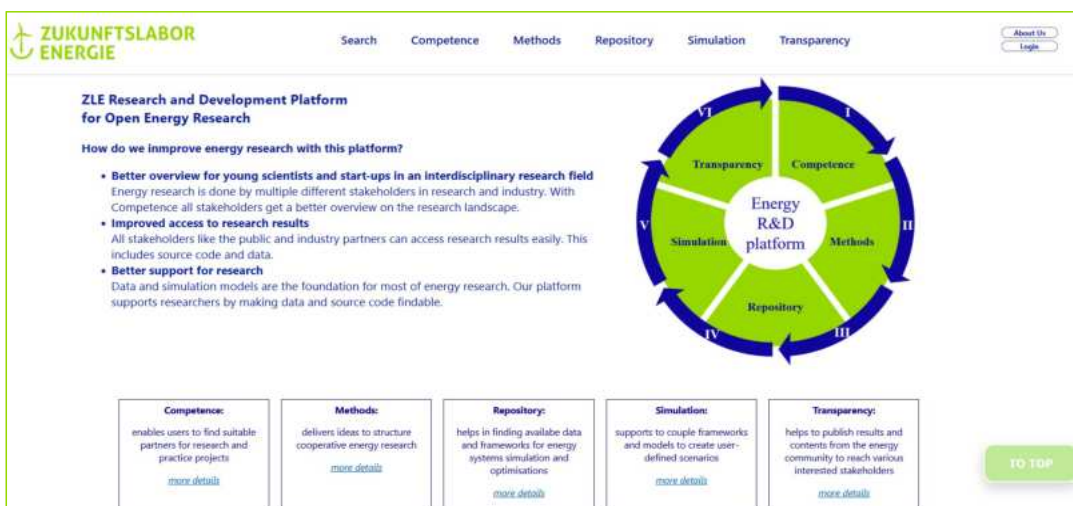 ZUKUNFTSLABOR
ENERGIE
Search Competence Methods Repository Simulation Transparency
About Us
Login
ZLE Research and Development Platform
for Open Energy Research
How do we inmprove energy research with this platform?
• Better overview for young scientists and start-ups in an interdisciplinary research field
Energy research is done by multiple different stakeholders in research and industry. With
Competence all stakeholders get a better overview on the research landscape.
• Improved access to research results
All stakeholders like the public and industry partners can access research results easily. This
includes source code and data.
• Better support for research
Data and simulation models are the foundation for most of energy research. Our platform
supports researchers by making data and source code findable.
VI
I
Transparency
Competence
Energy
R&D
platform
V
II
Simulation
Methods
Repository
IV
III
Competence:
enables users to find suitable
partners for research and
practice projects
more details
Methods:
delivers ideas to structure
cooperative energy research
more details
Repository:
helps in finding availabe data
and frameworks for energy
systems simulation and
optimisations
more details
Simulation:
supports to couple frameworks
and models to create user-
defined scenarios
more details
Transparency:
helps to publish results and
contents from the energy
community to reach various
interested stakeholders
more details
TO TOP